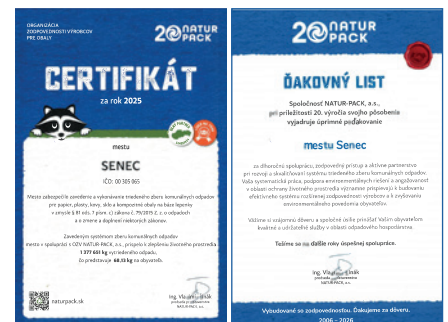 ORGANIZÁCIA
ZODPOVEDNOSTI VÝROBCOV
PRE OBALY
20 NATUR
PACK
CERTIFIKÁT
za rok 2025
mestu
SENEC
IČO: 00 305 065
Mesto zabezpečilo zavedenie a vykonávanie triedeného zberu komunálnych odpadov
pre papier, plasty, kovy, sklo a kompozitné obaly na báze lepenky
v zmysle § 81 ods. 7 písm. c) zákona č. 79/2015 Z. z. o odpadoch
a o zmene a doplnení niektorých zákonov.
Zavedeným systémom zberu komunálnych odpadov
mesto v spolupráci s OZV NATUR-PACK, a.s., prispelo k zlepšeniu životného prostredia
1 377 651 kg vytriedeného odpadu,
čo predstavuje 68,13 kg na obyvateľa.
Ing.
NATUR-PACK, a.s.
naturpack.sk
20 NATUR
PACK
ĎAKOVNÝ LIST
Spoločnosť NATUR-PACK, a.s.,
pri príležitosti 20. výročia svojho pôsobenia
vyjadruje úprimné poďakovanie
mestu Senec
za dlhoročnú spoluprácu, zodpovedný prístup a aktívne partnerstvo
pri rozvoji a skvalitňovaní systému triedeného zberu komunálnych odpadov.
Vaša systematická práca, podpora environmentálnych riešení a angažovanosť
v oblasti ochrany životného prostredia významne prispievajú k budovaniu
efektívneho systému rozšírenej zodpovednosti výrobcov a k zvyšovaniu
environmentálneho povedomia obyvateľov.
Vážime si vzájomnú dôveru a spoločné úsilie prinášať Vašim obyvateľom
kvalitné a udržateľné služby v oblasti odpadového hospodárstva.
Tešíme sa na ďalšie roky úspešnej spolupráce.
Ing.
NATUR-PACK, a.s.
Vybudované so zodpovednosťou. Ďakujeme za dôveru.
2006 – 2026